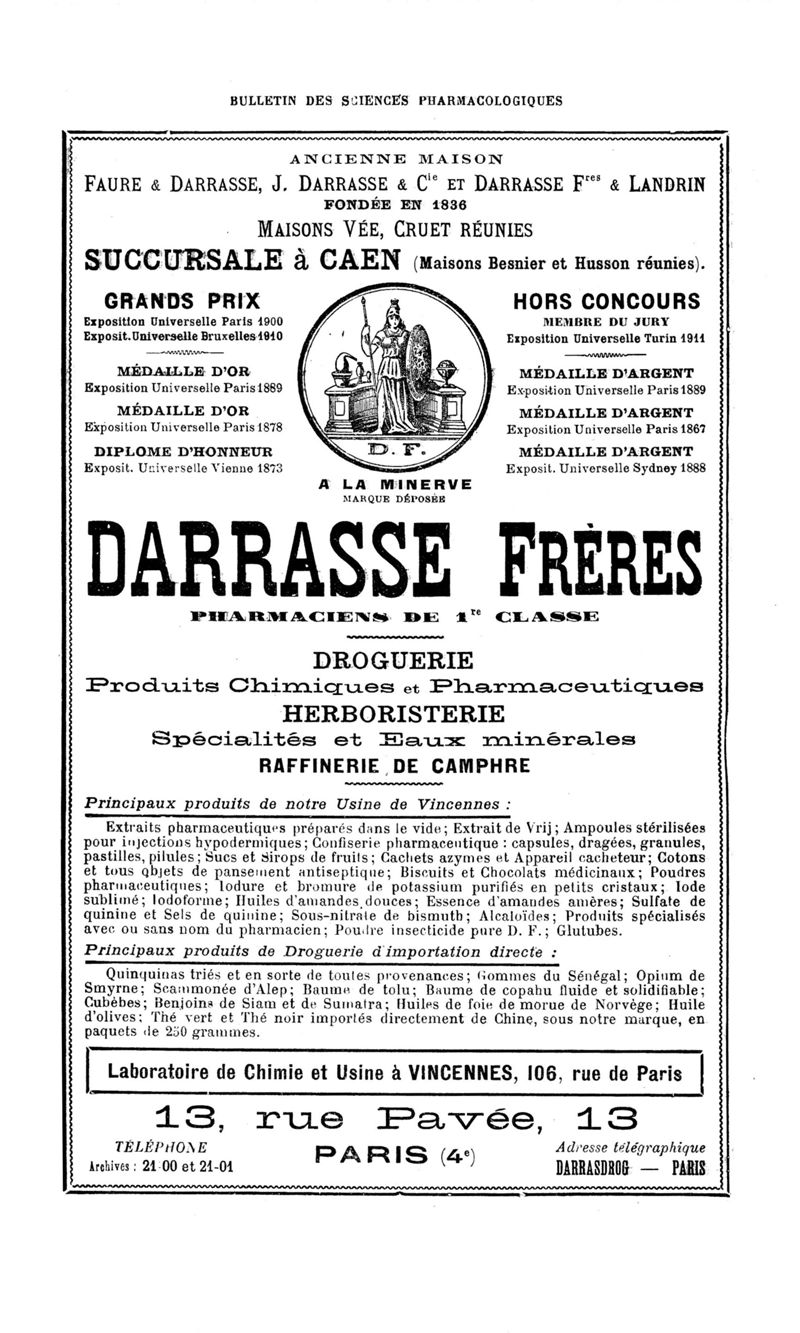 BULLETIN DES SCIENCES PHARMACOLOGIQUES
ANCIENNE MAISON
FAURE & DARRASSE, J. DARRASSE & Cie ET DARRASSE Fres & LANDRIN
FONDÉE EN 1836
MAISONS VÉE, CRUET RÉUNIES
SUCCURSALE à CAEN (Maisons Besnier et Husson réunies).
GRANDS PRIX
Exposition Universelle Paris 1900
Exposit. Universelle Bruxelles 1910
MÉDAILLE D'OR
Exposition Universelle Paris 1889
MÉDAILLE D'OR
Exposition Universelle Paris 1878
DIPLOME D'HONNEUR
Exposit. Universelle Vienne 1873
D. F.
A LA MINERVE
MARQUE DÉPOSÉE
HORS CONCOURS
MEMBRE DU JURY
Exposition Universelle Turin 1911
MÉDAILLE D'ARGENT
Exposition Universelle Paris 1889
MÉDAILLE D'ARGENT
Exposition Universelle Paris 1867
MÉDAILLE D'ARGENT
Exposit. Universelle Sydney 1888
DARRASSE FRÈRES
PHARMACIENS DE 1re CLASSE
DROGUERIE
Produits Chimiques et Pharmaceutiques
HERBORISTERIE
Spécialités et Eaux minérales
RAFFINERIE DE CAMPHRE
Principaux produits de notre Usine de Vincennes :
Extraits pharmaceutiques préparés dans le vide; Extrait de Vrij; Ampoules stérilisées
pour injections hypodermiques; Confiserie pharmaceutique : capsules, dragées, granules,
pastilles, pilules; Sucs et Sirops de fruits; Cachets azymes et Appareil cacheteur; Cotons
et tous objets de pansement antiseptique; Biscuits et Chocolats médicinaux; Poudres
pharmaceutiques; Iodure et bromure de potassium purifiés en petits cristaux; Iode
sublimé; Iodoforme; Huiles d'amandes douces; Essence d'amandes amères; Sulfate de
quinine et Sels de quinine; Sous-nitrate de bismuth; Alcaloïdes; Produits spécialisés
avec ou sans nom du pharmacien; Poudre insecticide pure D. F.; Glutubes.
Principaux produits de Droguerie d'importation directe :
Quinquinas triés et en sorte de toutes provenances; Gommes du Sénégal; Opium de
Smyrne; Scammonée d'Alep; Baume de tolu; Baume de copahu fluide et solidifiable;
Cubèbes; Benjoins de Siam et de Sumatra; Huiles de foie de morue de Norvège; Huile
d'olives; Thé vert et Thé noir importés directement de Chine, sous notre marque, en
paquets de 250 grammes.
Laboratoire de Chimie et Usine à VINCENNES, 106, rue de Paris
13, rue Pavée, 13
TÉLÉPHONE
Archives : 21 00 et 21-01
PARIS (4e)
Adresse télégraphique
DARRASDROG — PARIS